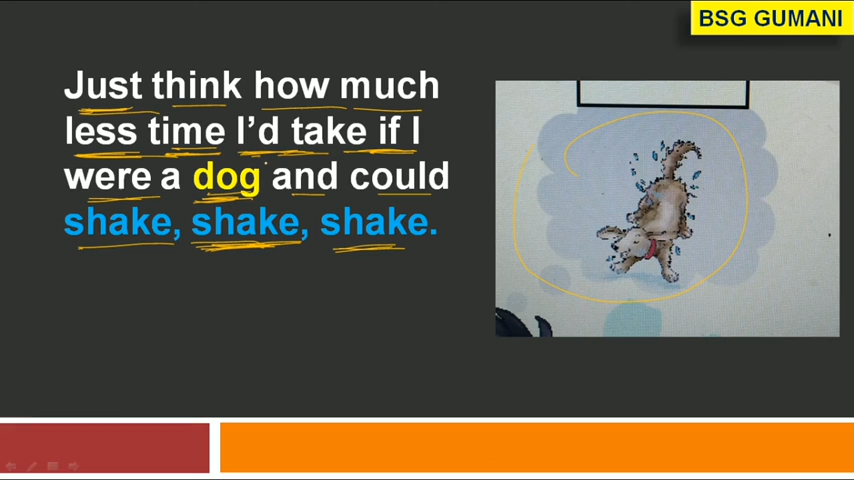 BSG GUMANI
Just think how much
less time I’d take if I
were a dog and could
shake, shake, shake.